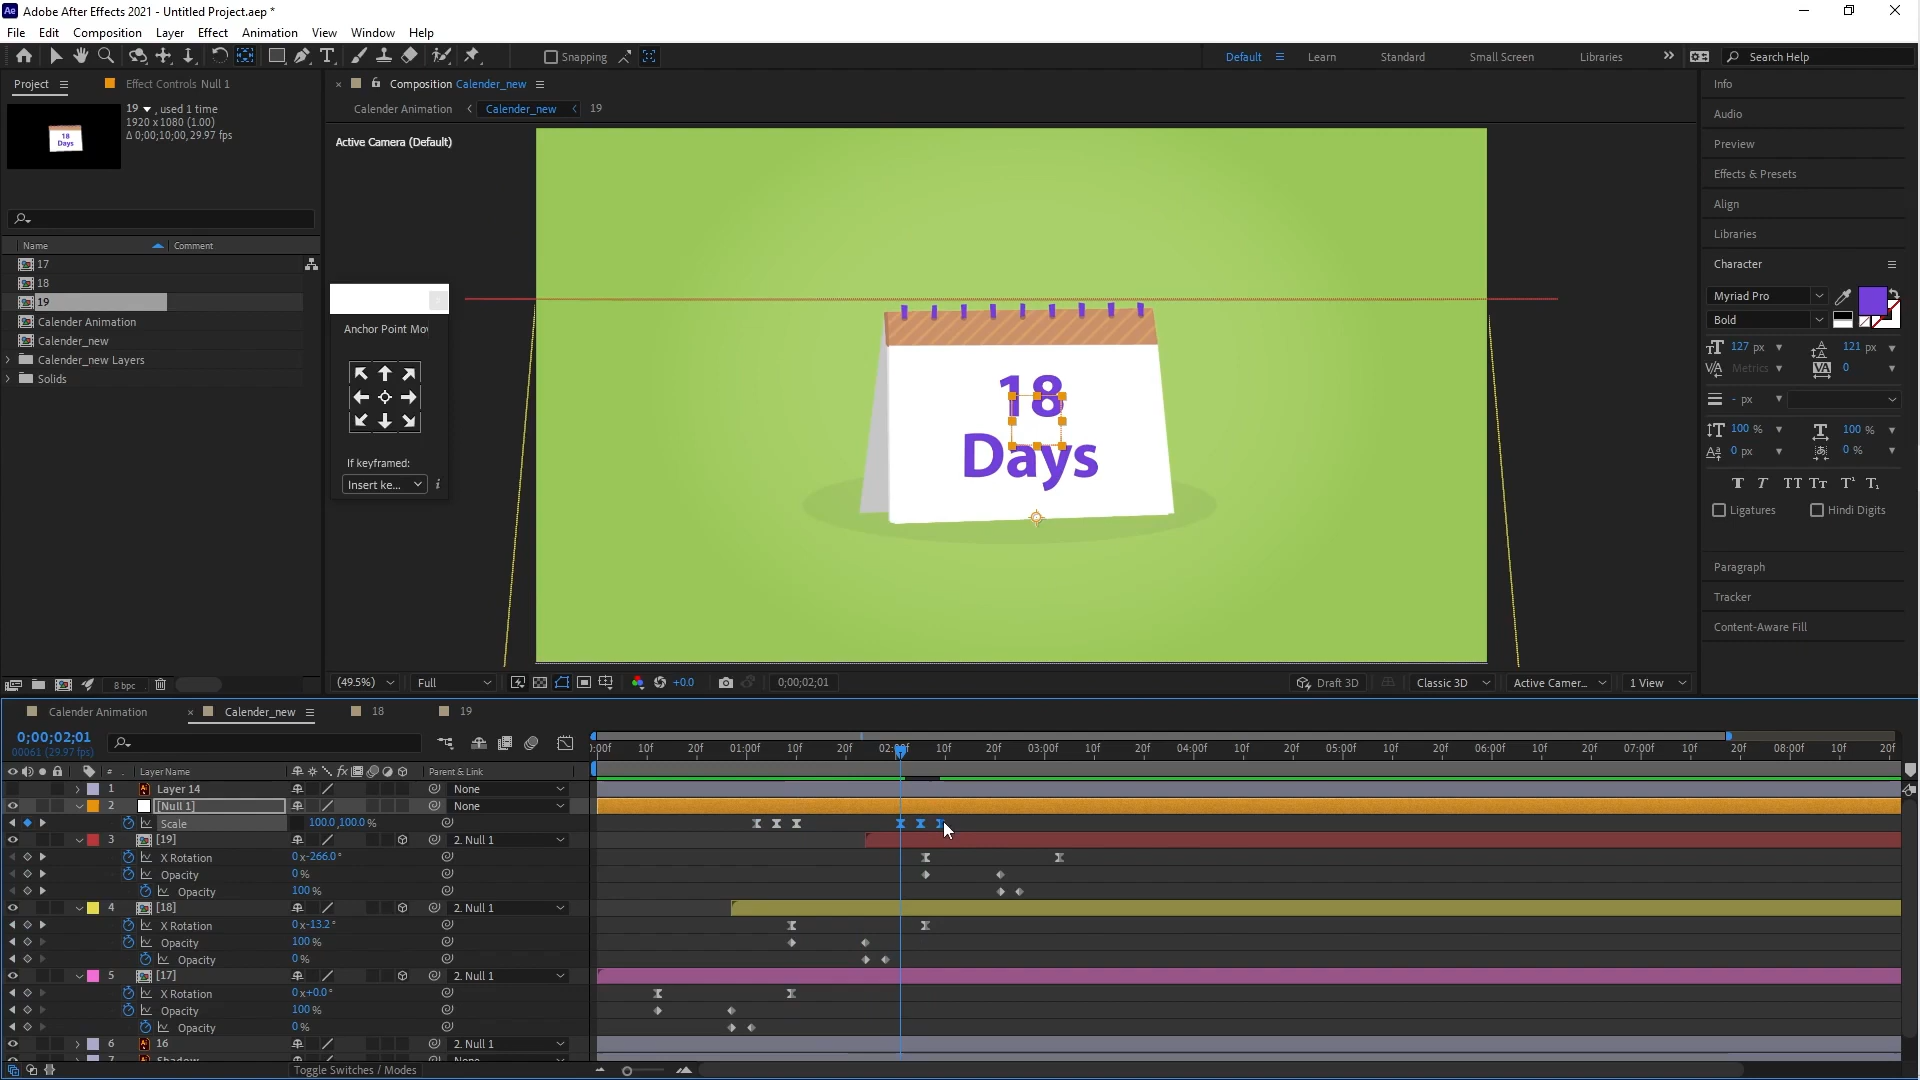 Adobe After Effects 2021 - Untitled Project.aep *
File Edit Composition Layer Effect Animation View Window Help
Snapping
Default Learn Standard Small Screen Libraries
Search Help
Project
Effect Controls Null 1
19 , used 1 time
1920 x 1080 (1.00)
Δ 0;00;10;00, 29.97 fps
18
Days
Name Comment
17
18
19
Calender Animation
Calender_new
Calender_new Layers
Solids
8 bpc
Composition Calender_new
Calender Animation Calender_new 19
Active Camera (Default)
Anchor Point Mov
If keyframed:
Insert ke...
18
Days
(49.5%) Full +0.0 0;00;02;01 Draft 3D Classic 3D Active Camer... 1 View
Info
Audio
Preview
Effects & Presets
Align
Libraries
Character
Myriad Pro
Bold
127 px 121 px
Metrics 0
- px
100 % 100 %
0 px 0 %
Ligatures Hindi Digits
Paragraph
Tracker
Content-Aware Fill
Calender Animation Calender_new 18 19
0;00;02;01
00061 (29.97 fps)
:00f 10f 20f 01:00f 10f 20f 02:00f 10f 20f 03:00f 10f 20f 04:00f 10f 20f 05:00f 10f 20f 06:00f 10f 20f 07:00f 10f 20f 08:00f 10f 20f
# Layer Name Parent & Link
1 Layer 14 None
2 [Null 1] None
Scale 100.0,100.0 %
3 [19] 2. Null 1
X Rotation 0 x-266.0 °
Opacity 0 %
Opacity 100 %
4 [18] 2. Null 1
X Rotation 0 x-13.2 °
Opacity 100 %
Opacity 0 %
5 [17] 2. Null 1
X Rotation 0 x+0.0 °
Opacity 100 %
Opacity 0 %
6 16 2. Null 1
7 Shadow None
Toggle Switches / Modes